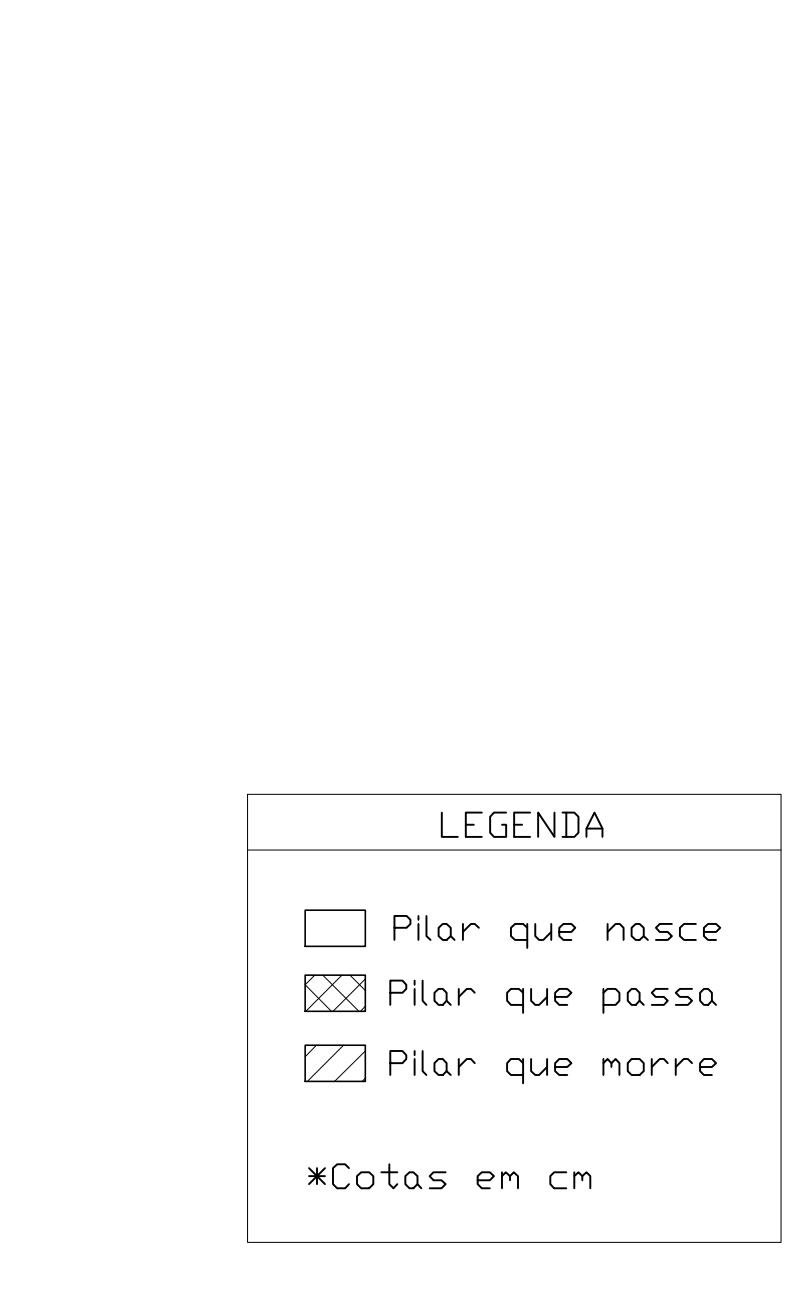 LEGENDA
Pilar que nasce
Pilar que passa
Pilar que morre
*Cotas em cm